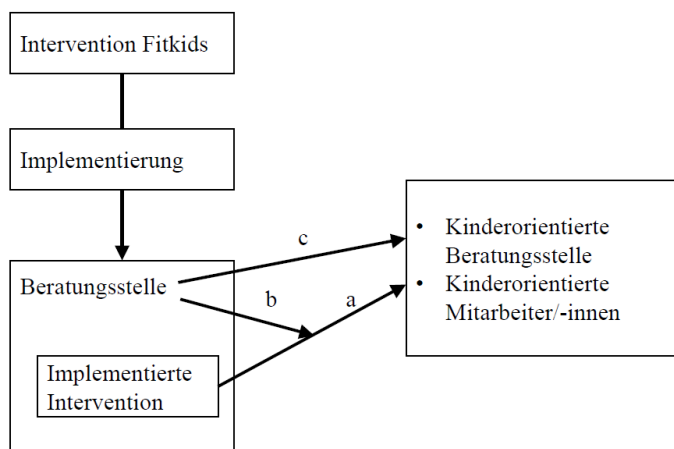 Intervention Fitkids
Implementierung
Beratungsstelle
Implementierte
Intervention
c
b
a
• Kinderorientierte
Beratungsstelle
• Kinderorientierte
Mitarbeiter/-innen